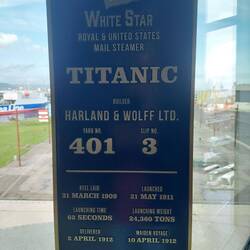 WHITE STAR
ROYAL & UNITED STATES
MAIL STEAMER
TITANIC
BUILDER
HARLAND & WOLFF LTD.
YARD NO. SLIP NO.
401 3
KEEL LAID LAUNCHED
31 MARCH 1909 31 MAY 1911
LAUNCHING TIME LAUNCHING WEIGHT
62 SECONDS 24,360 TONS
DELIVERED MAIDEN VOYAGE
2 APRIL 1912 10 APRIL 1912